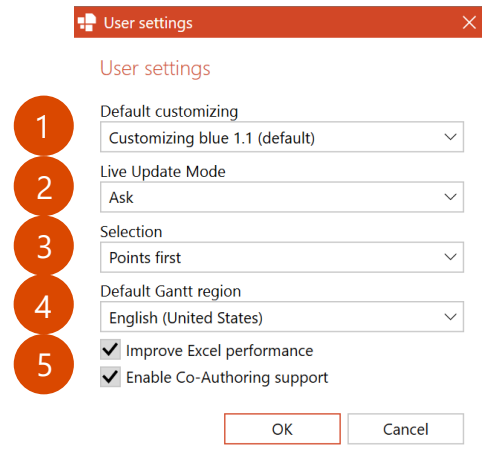 User settings
User settings
1
Default customizing
Customizing blue 1.1 (default)
2
Live Update Mode
Ask
3
Selection
Points first
4
Default Gantt region
English (United States)
5
Improve Excel performance
Enable Co-Authoring support
OK
Cancel